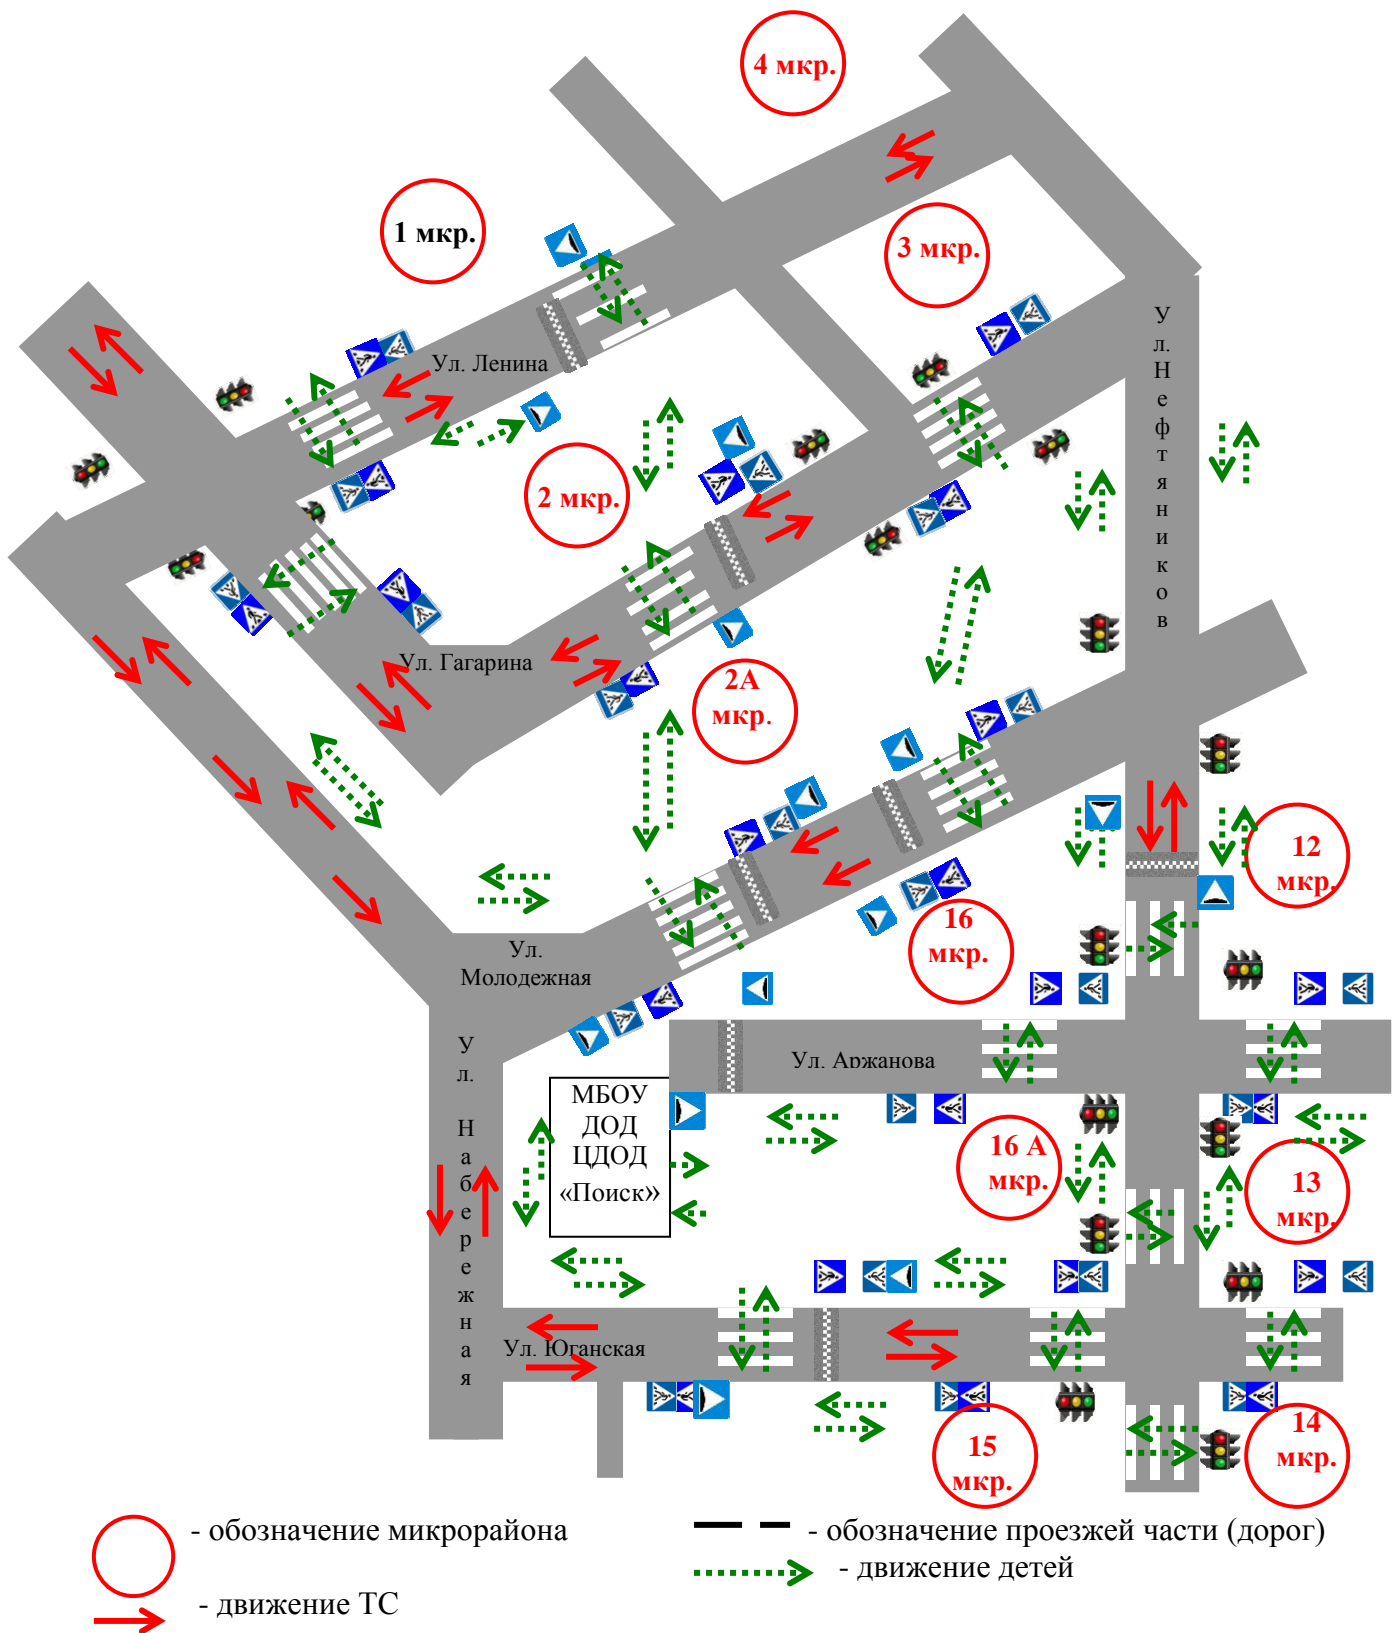 4 мкр.
1 мкр.
3 мкр.
Ул. Ленина
У
л.
Н
е
ф
т
я
н
и
к
о
в
2 мкр.
Ул. Гагарина
2А
мкр.
12
мкр.
16
мкр.
Ул.
Молодежная
У
л.
Н
а
б
е
р
е
ж
н
а
я
Ул. Аржанова
МБОУ
ДОД
ЦДОД
«Поиск»
16 А
мкр.
13
мкр.
Ул. Юганская
15
мкр.
14
мкр.
- обозначение микрорайона
- обозначение проезжей части (дорог)
- движение детей
- движение ТС